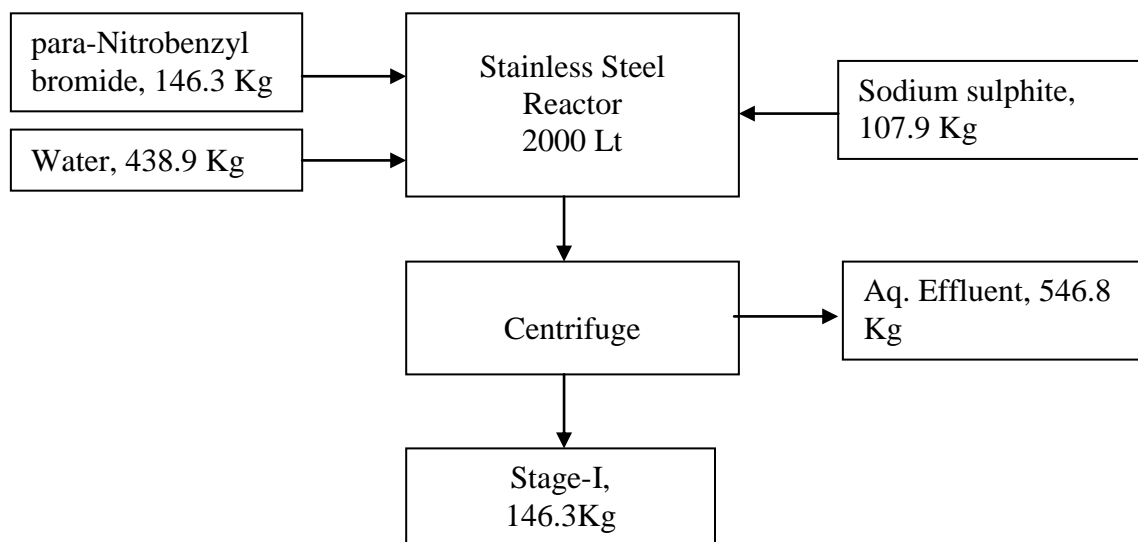 para-Nitrobenzyl
bromide, 146.3 Kg
Water, 438.9 Kg
Stainless Steel
Reactor
2000 Lt
Sodium sulphite,
107.9 Kg
Centrifuge
Aq. Effluent, 546.8
Kg
Stage-I,
146.3Kg